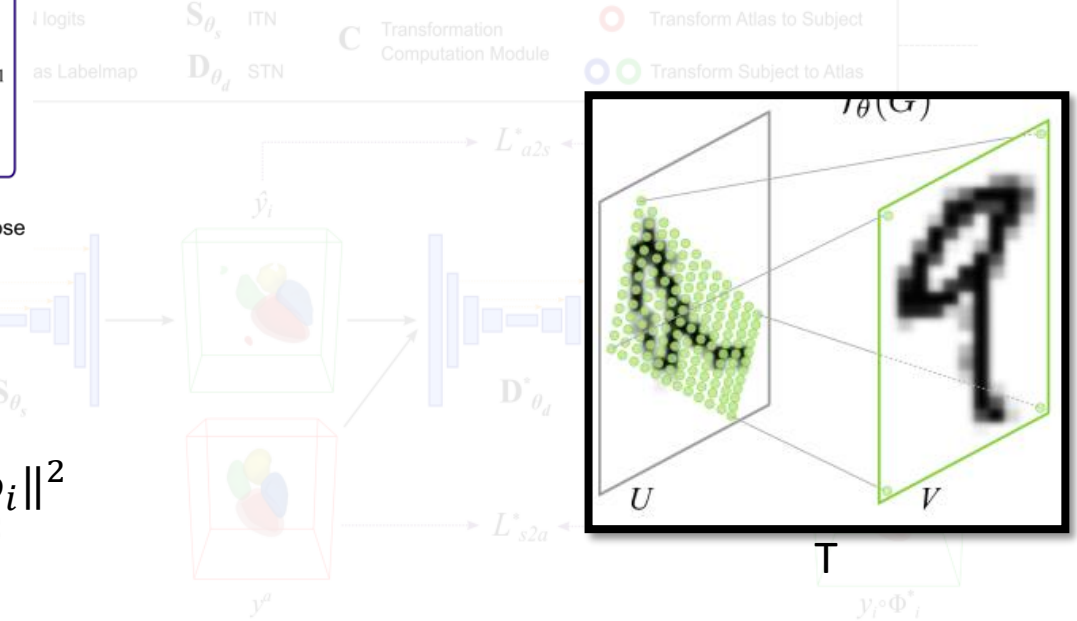 l logits
S_θs ITN
as Labelmap
D_θd STN
C Transformation
Computation Module
Transform Atlas to Subject
Transform Subject to Atlas
ose
ŷ_i
L*_a2s
T_θ(G)
U
V
T
S_θs
D*_θd
‖²
y^a
L*_s2a
y_i∘Φ*_i